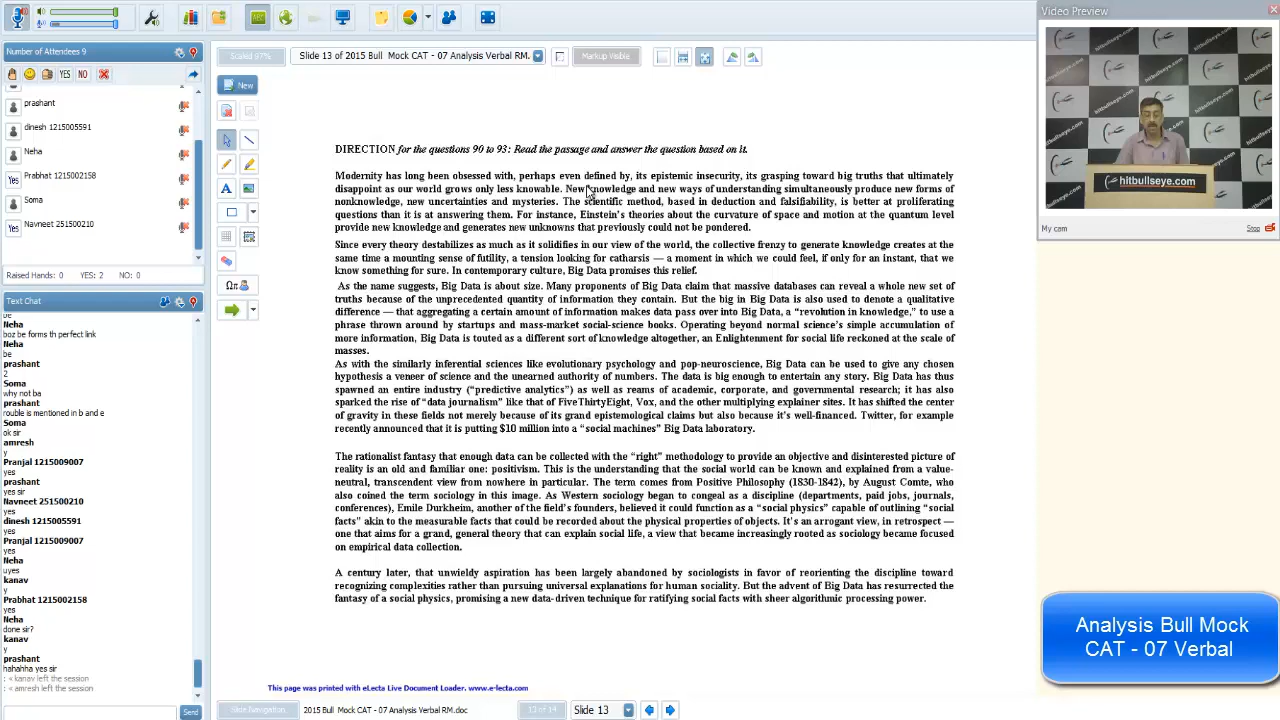 Scaled 97%
Slide 13 of 2015 Bull Mock CAT - 07 Analysis Verbal RM.
Markup Visible
Video Preview
Number of Attendees 9
YES NO
prashant
dinesh 1215005591
Neha
Yes Prabhat 1215002158
Soma
Yes Navneet 251500210
Raised Hands: 0 YES: 2 NO: 0
Text Chat
be
Neha
boz be forms th perfect link
Neha
be
prashant
2
Soma
why not ba
prashant
rouble is mentioned in b and e
Soma
ok sir
amresh
y
Pranjal 1215009007
yes
prashant
yes sir
Navneet 251500210
yes
dinesh 1215005591
yes
Pranjal 1215009007
yes
Neha
uyes
kanav
y
Prabhat 1215002158
yes
Neha
done sir?
kanav
y
prashant
hahahha yes sir
: < kanav left the session
: < amresh left the session
Send
New
DIRECTION for the questions 90 to 93: Read the passage and answer the question based on it.
Modernity has long been obsessed with, perhaps even defined by, its epistemic insecurity, its grasping toward big truths that ultimately
disappoint as our world grows only less knowable. New knowledge and new ways of understanding simultaneously produce new forms of
nonknowledge, new uncertainties and mysteries. The scientific method, based in deduction and falsifiability, is better at proliferating
questions than it is at answering them. For instance, Einstein's theories about the curvature of space and motion at the quantum level
provide new knowledge and generates new unknowns that previously could not be pondered.
Since every theory destabilizes as much as it solidifies in our view of the world, the collective frenzy to generate knowledge creates at the
same time a mounting sense of futility, a tension looking for catharsis — a moment in which we could feel, if only for an instant, that we
know something for sure. In contemporary culture, Big Data promises this relief.
As the name suggests, Big Data is about size. Many proponents of Big Data claim that massive databases can reveal a whole new set of
truths because of the unprecedented quantity of information they contain. But the big in Big Data is also used to denote a qualitative
difference — that aggregating a certain amount of information makes data pass over into Big Data, a “revolution in knowledge,” to use a
phrase thrown around by startups and mass-market social-science books. Operating beyond normal science's simple accumulation of
more information, Big Data is touted as a different sort of knowledge altogether, an Enlightenment for social life reckoned at the scale of
masses.
As with the similarly inferential sciences like evolutionary psychology and pop-neuroscience, Big Data can be used to give any chosen
hypothesis a veneer of science and the unearned authority of numbers. The data is big enough to entertain any story. Big Data has thus
spawned an entire industry (“predictive analytics”) as well as reams of academic, corporate, and governmental research; it has also
sparked the rise of “data journalism” like that of FiveThirtyEight, Vox, and the other multiplying explainer sites. It has shifted the center
of gravity in these fields not merely because of its grand epistemological claims but also because it's well-financed. Twitter, for example
recently announced that it is putting $10 million into a “social machines” Big Data laboratory.
The rationalist fantasy that enough data can be collected with the “right” methodology to provide an objective and disinterested picture of
reality is an old and familiar one: positivism. This is the understanding that the social world can be known and explained from a value-
neutral, transcendent view from nowhere in particular. The term comes from Positive Philosophy (1830-1842), by August Comte, who
also coined the term sociology in this image. As Western sociology began to congeal as a discipline (departments, paid jobs, journals,
conferences), Emile Durkheim, another of the field's founders, believed it could function as a “social physics” capable of outlining “social
facts” akin to the measurable facts that could be recorded about the physical properties of objects. It's an arrogant view, in retrospect —
one that aims for a grand, general theory that can explain social life, a view that became increasingly rooted as sociology became focused
on empirical data collection.
A century later, that unwieldy aspiration has been largely abandoned by sociologists in favor of reorienting the discipline toward
recognizing complexities rather than pursuing universal explanations for human sociality. But the advent of Big Data has resurrected the
fantasy of a social physics, promising a new data-driven technique for ratifying social facts with sheer algorithmic processing power.
This page was printed with eLecta Live Document Loader. www.e-lecta.com
Hide Navigation
2015 Bull Mock CAT - 07 Analysis Verbal RM.doc
13 of 14
Slide 13
hitbullseye.com
My cam
Stop
Analysis Bull Mock
CAT - 07 Verbal